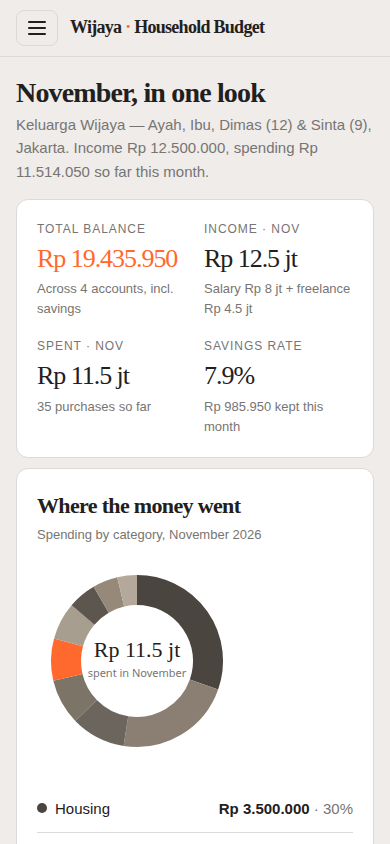 Wijaya · Household Budget
November, in one look
Keluarga Wijaya — Ayah, Ibu, Dimas (12) & Sinta (9),
Jakarta. Income Rp 12.500.000, spending Rp
11.514.050 so far this month.
TOTAL BALANCE
Rp 19.435.950
Across 4 accounts, incl.
savings
INCOME · NOV
Rp 12.5 jt
Salary Rp 8 jt + freelance
Rp 4.5 jt
SPENT · NOV
Rp 11.5 jt
35 purchases so far
SAVINGS RATE
7.9%
Rp 985.950 kept this
month
Where the money went
Spending by category, November 2026
Rp 11.5 jt
spent in November
Housing
Rp 3.500.000 · 30%